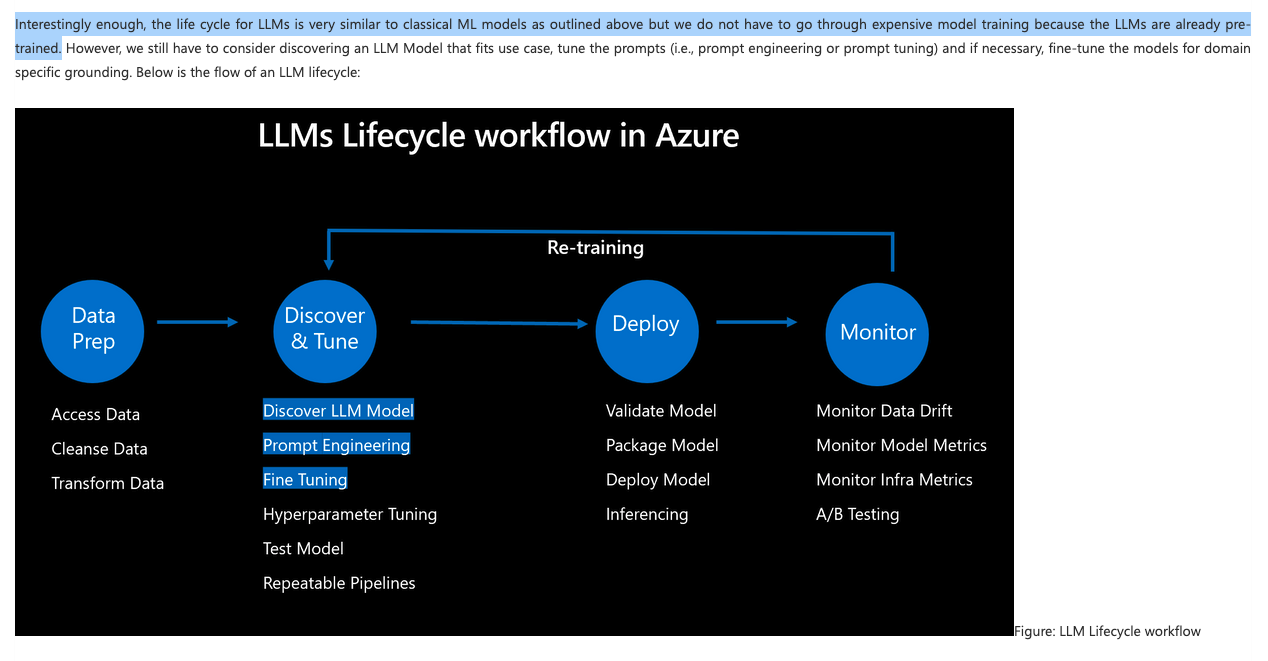 Interestingly enough, the life cycle for LLMs is very similar to classical ML models as outlined above but we do not have to go through expensive model training because the LLMs are already pre-
trained. However, we still have to consider discovering an LLM Model that fits use case, tune the prompts (i.e., prompt engineering or prompt tuning) and if necessary, fine-tune the models for domain
specific grounding. Below is the flow of an LLM lifecycle:
LLMs Lifecycle workflow in Azure
Re-training
Data
Prep
Discover
& Tune
Deploy
Monitor
Access Data
Cleanse Data
Transform Data
Discover LLM Model
Prompt Engineering
Fine Tuning
Hyperparameter Tuning
Test Model
Repeatable Pipelines
Validate Model
Package Model
Deploy Model
Inferencing
Monitor Data Drift
Monitor Model Metrics
Monitor Infra Metrics
A/B Testing
Figure: LLM Lifecycle workflow